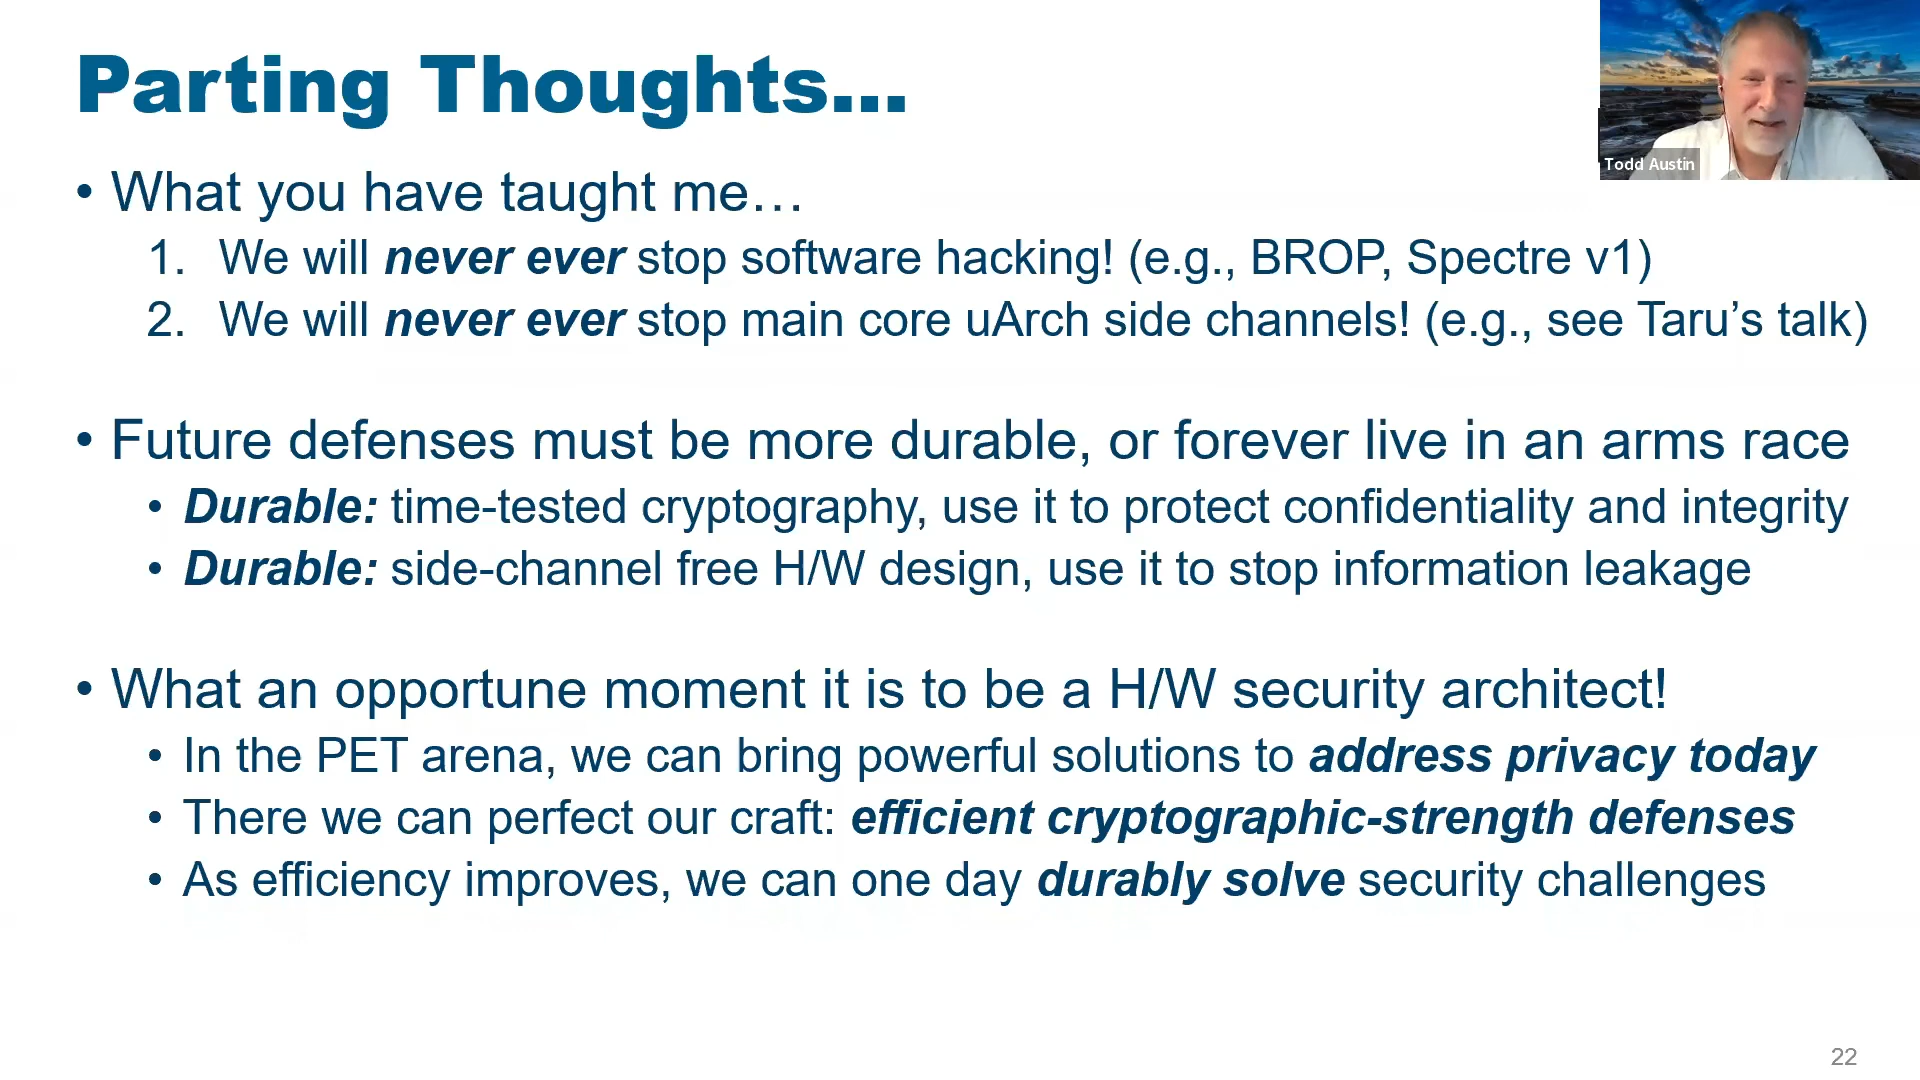 Parting Thoughts...
Todd Austin
• What you have taught me…
1. We will never ever stop software hacking! (e.g., BROP, Spectre v1)
2. We will never ever stop main core uArch side channels! (e.g., see Taru’s talk)
• Future defenses must be more durable, or forever live in an arms race
• Durable: time-tested cryptography, use it to protect confidentiality and integrity
• Durable: side-channel free H/W design, use it to stop information leakage
• What an opportune moment it is to be a H/W security architect!
• In the PET arena, we can bring powerful solutions to address privacy today
• There we can perfect our craft: efficient cryptographic-strength defenses
• As efficiency improves, we can one day durably solve security challenges
22